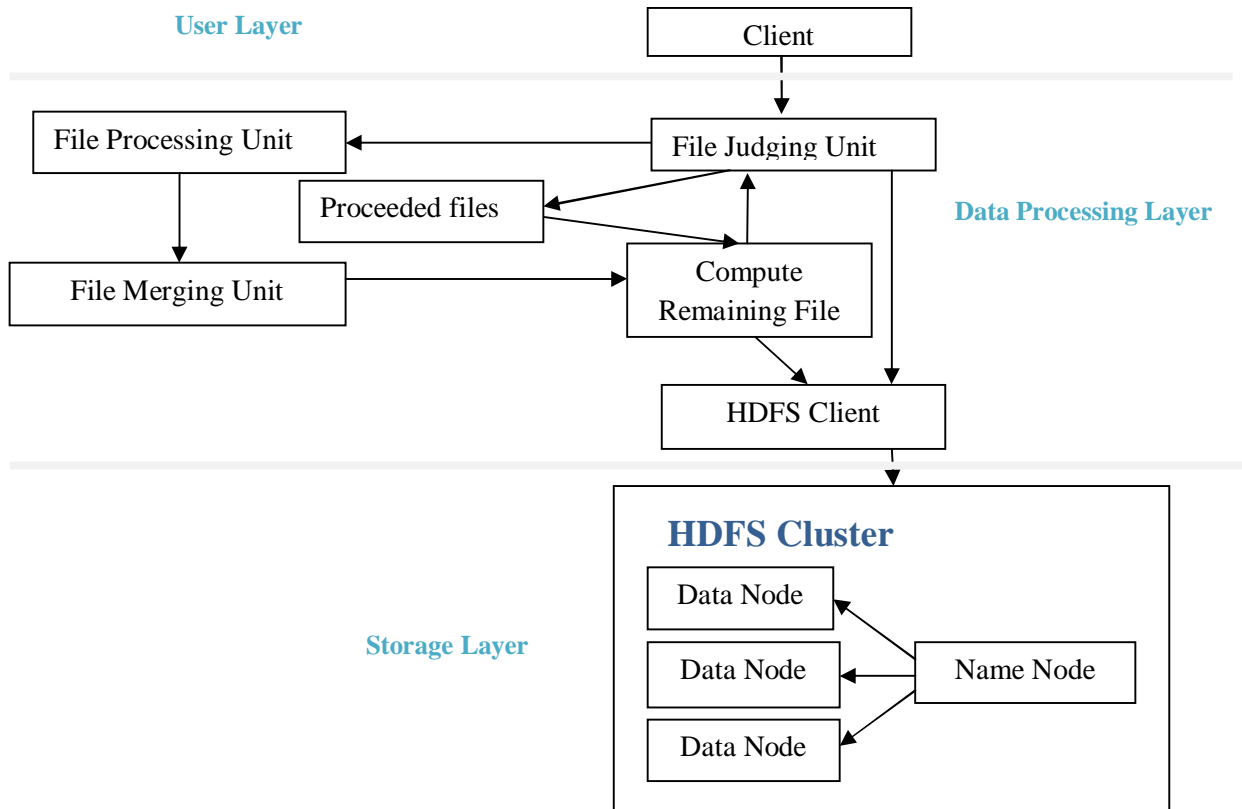 User Layer
Client
File Processing Unit
File Judging Unit
Proceeded files
Data Processing Layer
File Merging Unit
Compute
Remaining File
HDFS Client
HDFS Cluster
Data Node
Storage Layer
Data Node
Name Node
Data Node